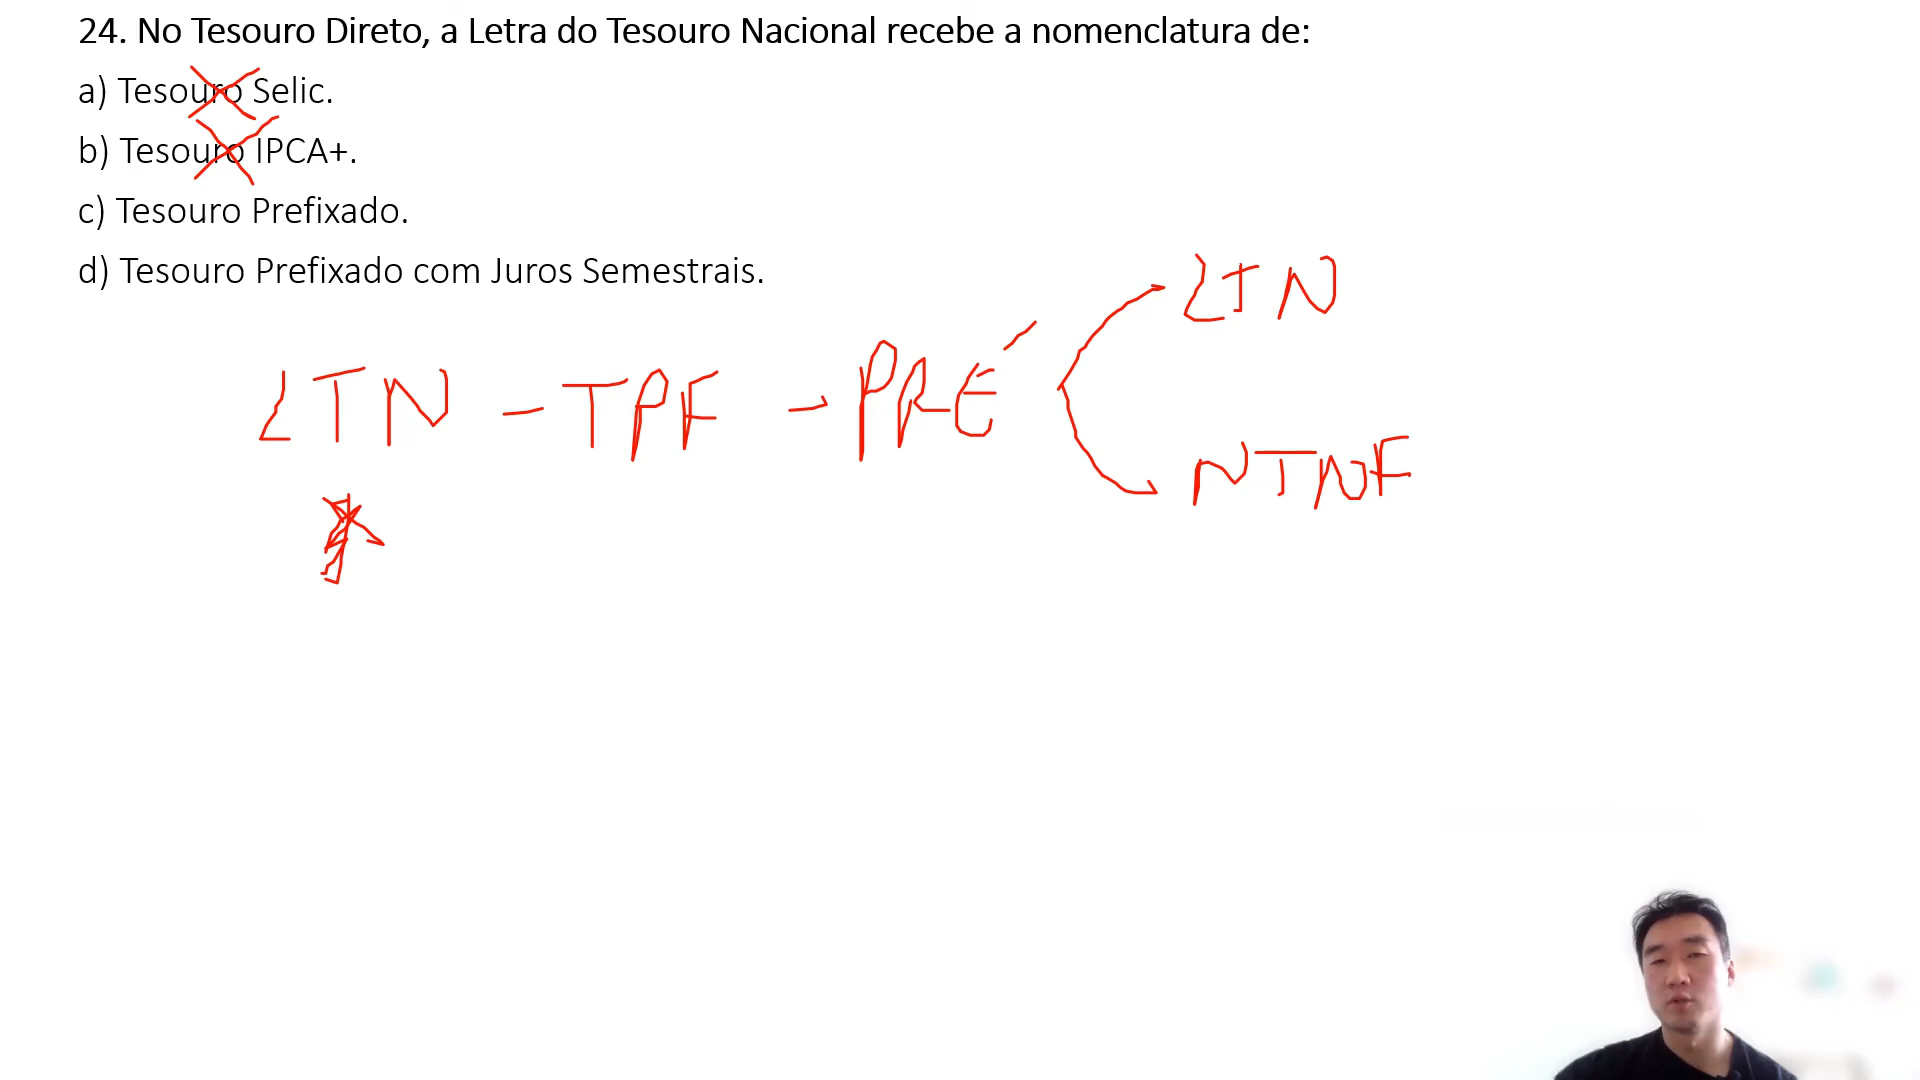 24. No Tesouro Direto, a Letra do Tesouro Nacional recebe a nomenclatura de:
a) Tesouro Selic.
b) Tesouro IPCA+.
c) Tesouro Prefixado.
d) Tesouro Prefixado com Juros Semestrais.
LTN
LTN - TPF - PRÉ
NTNF